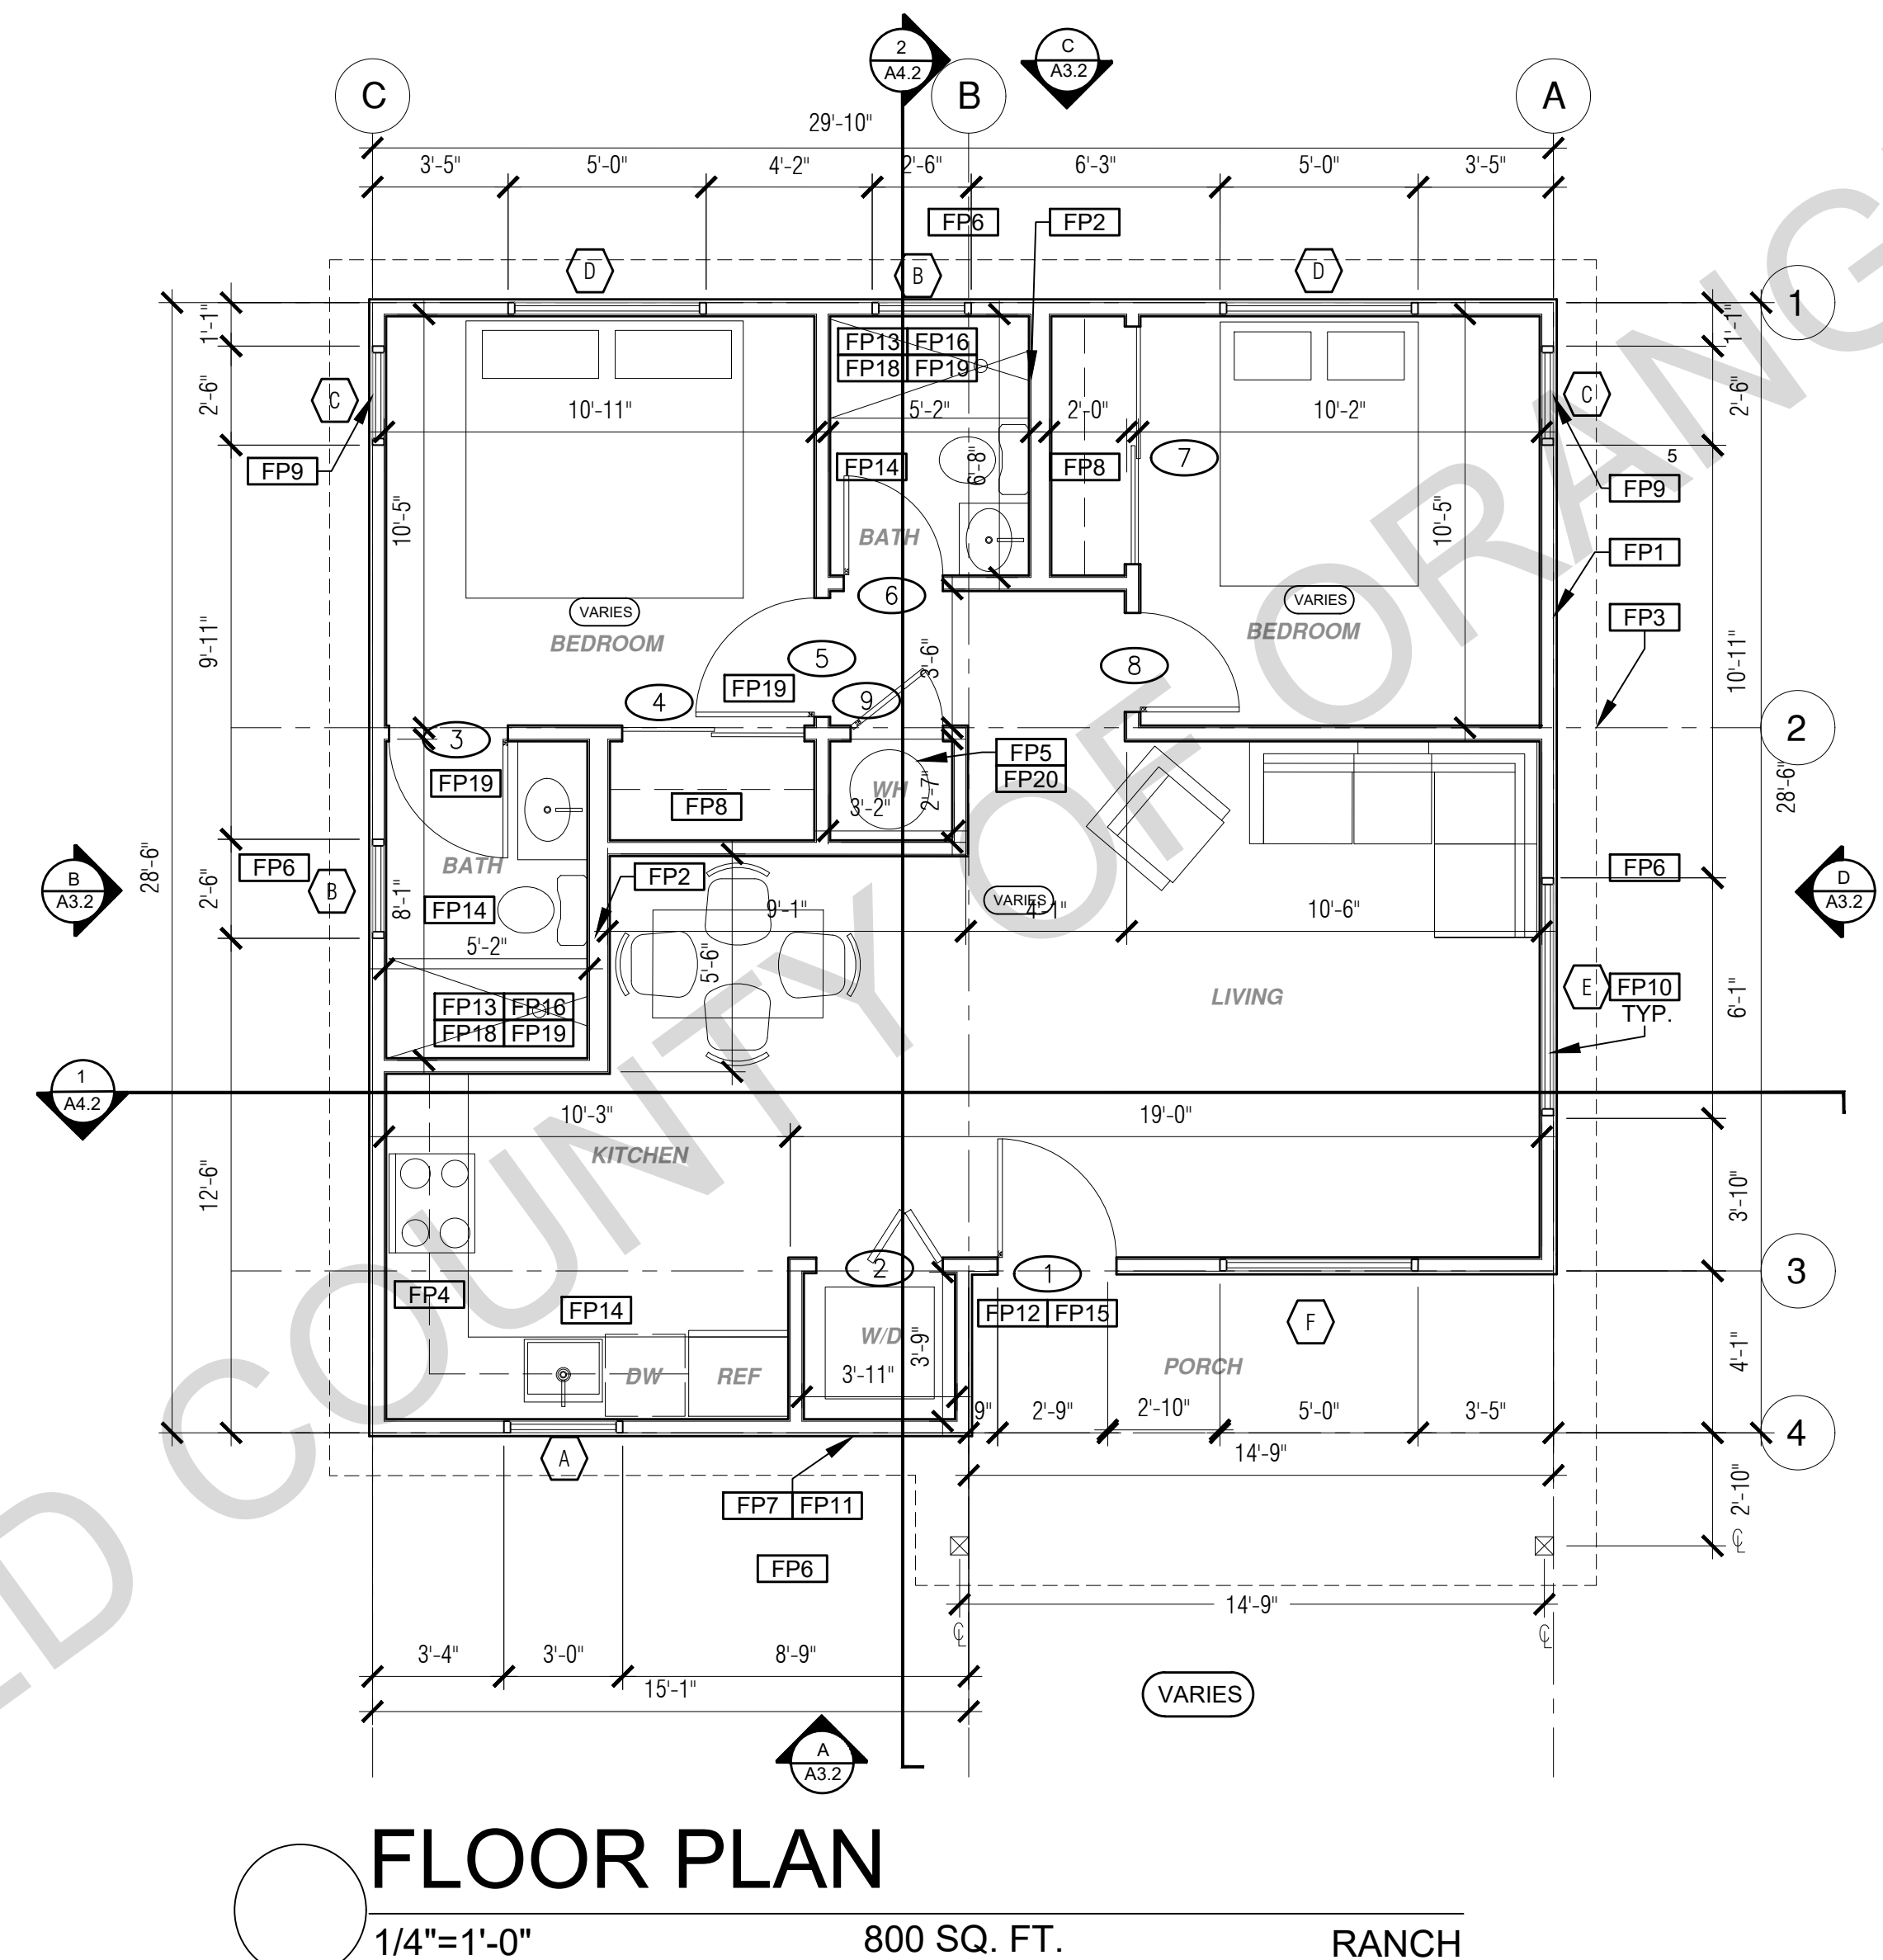 2
A4.2
C
A3.2
C
B
A
29'-10"
3'-5"
5'-0"
4'-2"
2'-6"
6'-3"
5'-0"
3'-5"
FP6
FP2
D
B
D
1
1'-1"
1'-1"
FP13 FP16
FP18 FP19
C
2'-6"
C
2'-6"
10'-11"
5'-2"
2'-0"
10'-2"
FP9
FP14
6'-8"
FP8
7
5
FP9
10'-5"
BATH
10'-5"
FP1
6
VARIES
BEDROOM
VARIES
BEDROOM
FP3
9'-11"
5
3'-6"
8
10'-11"
FP19
4
9
3
2
FP19
FP5
FP20
WH
3'-2"
2'-7"
FP8
28'-6"
28'-6"
BATH
FP6
B
A3.2
2'-6"
B
FP2
FP6
D
A3.2
8'-1"
FP14
9'-1"
VARIES
4'-1"
10'-6"
5'-2"
5'-6"
E
FP10
TYP.
LIVING
6'-1"
FP13 FP16
FP18 FP19
1
A4.2
10'-3"
19'-0"
KITCHEN
12'-6"
3'-10"
2
1
3
FP4
FP14
FP12 FP15
F
W/D
3'-9"
3'-11"
DW
REF
PORCH
4'-1"
9"
2'-9"
2'-10"
5'-0"
3'-5"
4
A
14'-9"
FP7 FP11
2'-10"
℄
FP6
14'-9"
℄
℄
3'-4"
3'-0"
8'-9"
15'-1"
VARIES
A
A3.2
FLOOR PLAN
1/4"=1'-0"
800 SQ. FT.
RANCH
D COUNTY OF ORANG